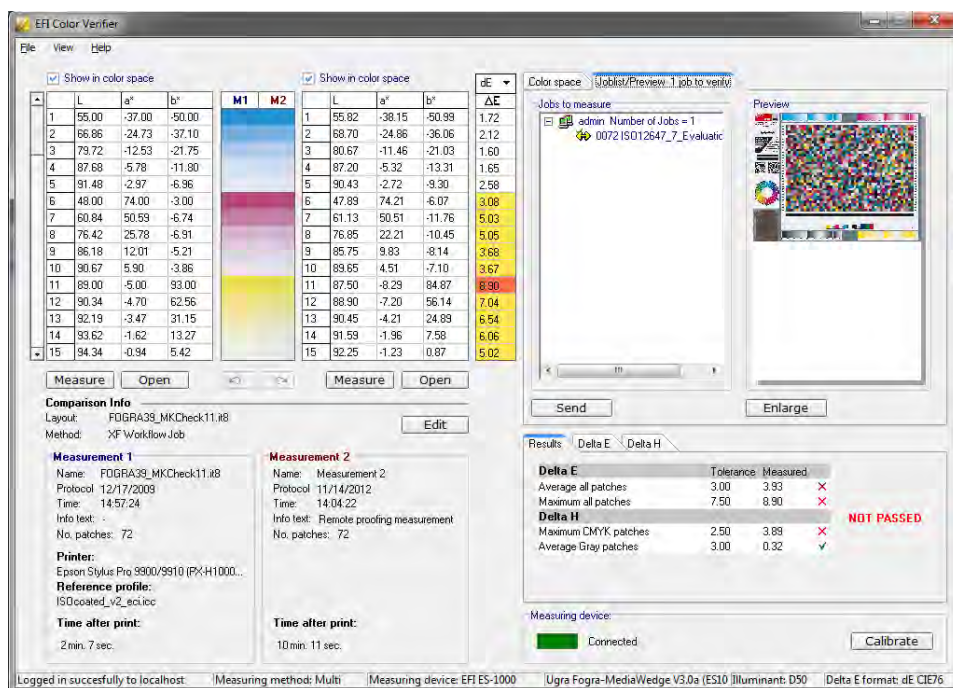 EFI Color Verifier
File View Help
Show in color space Show in color space dE Color space Joblist/Preview 1 job to verify
L a* b* M1 M2 L a* b* ΔE
1 55.00 -37.00 -50.00 1 55.82 -38.15 -50.99 1.72
2 66.86 -24.73 -37.10 2 68.70 -24.86 -36.06 2.12
3 79.72 -12.53 -21.75 3 80.67 -11.46 -21.03 1.60
4 87.68 -5.78 -11.80 4 87.20 -5.32 -13.31 1.65
5 91.48 -2.97 -6.96 5 90.43 -2.72 -9.30 2.58
6 48.00 74.00 -3.00 6 47.89 74.21 -6.07 3.08
7 60.84 50.59 -6.74 7 61.13 50.51 -11.76 5.03
8 76.42 25.78 -6.91 8 76.85 22.21 -10.45 5.05
9 86.18 12.01 -5.21 9 85.75 9.83 -8.14 3.68
10 90.67 5.90 -3.86 10 89.65 4.51 -7.10 3.67
11 89.00 -5.00 93.00 11 87.50 -8.29 84.87 8.90
12 90.34 -4.70 62.56 12 88.90 -7.20 56.14 7.04
13 92.19 -3.47 31.15 13 90.45 -4.21 24.89 6.54
14 93.62 -1.62 13.27 14 91.59 -1.96 7.58 6.06
15 94.34 -0.94 5.42 15 92.25 -1.23 0.87 5.02
Measure Open Measure Open
Jobs to measure
admin Number of Jobs = 1
0072 ISO12647_7_Evaluatic
Preview
Send Enlarge
Comparison Info
Layout: FOGRA39_MKCheck11.it8
Method: XF Workflow Job
Edit
Measurement 1
Name: FOGRA39_MKCheck11.it8
Protocol 12/17/2009
Time: 14:57:24
Info text: -
No. patches: 72
Printer:
Epson Stylus Pro 9900/9910 (PX-H1000...
Reference profile:
ISOcoated_v2_eci.icc
Time after print:
2 min. 7 sec.
Measurement 2
Name: Measurement 2
Protocol 11/14/2012
Time: 14:04:22
Info text: Remote proofing measurement
No. patches: 72
Time after print:
10 min. 11 sec.
Results Delta E Delta H
Delta E Tolerance Measured
Average all patches 3.00 3.93
Maximum all patches 7.50 8.90
Delta H
Maximum CMYK patches 2.50 3.89
Average Gray patches 3.00 0.32
NOT PASSED
Measuring device:
Connected
Calibrate
Logged in succesfully to localhost Measuring method: Multi Measuring device: EFI ES-1000 Ugra Fogra-MediaWedge V3.0a (ES10 Illuminant: D50 Delta E format: dE CIE76